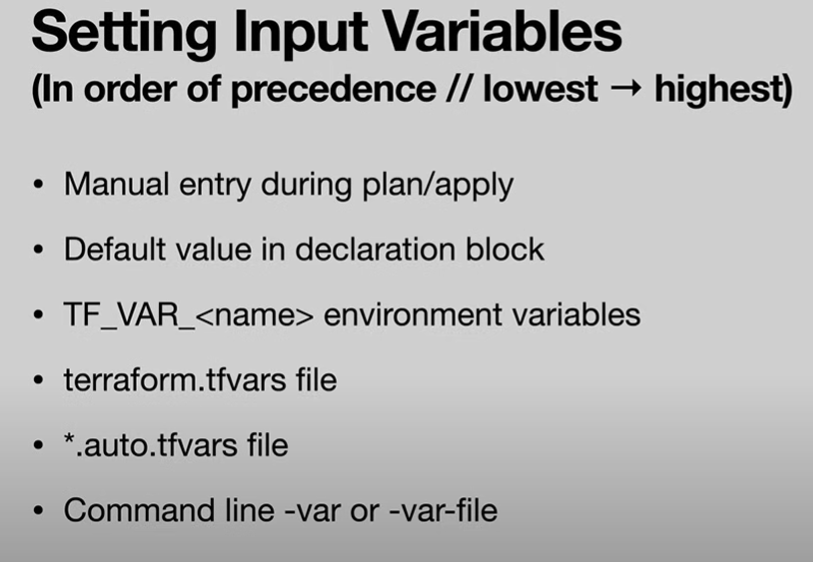 Setting Input Variables
(In order of precedence // lowest → highest)
• Manual entry during plan/apply
• Default value in declaration block
• TF_VAR_<name> environment variables
• terraform.tfvars file
• *.auto.tfvars file
• Command line -var or -var-file